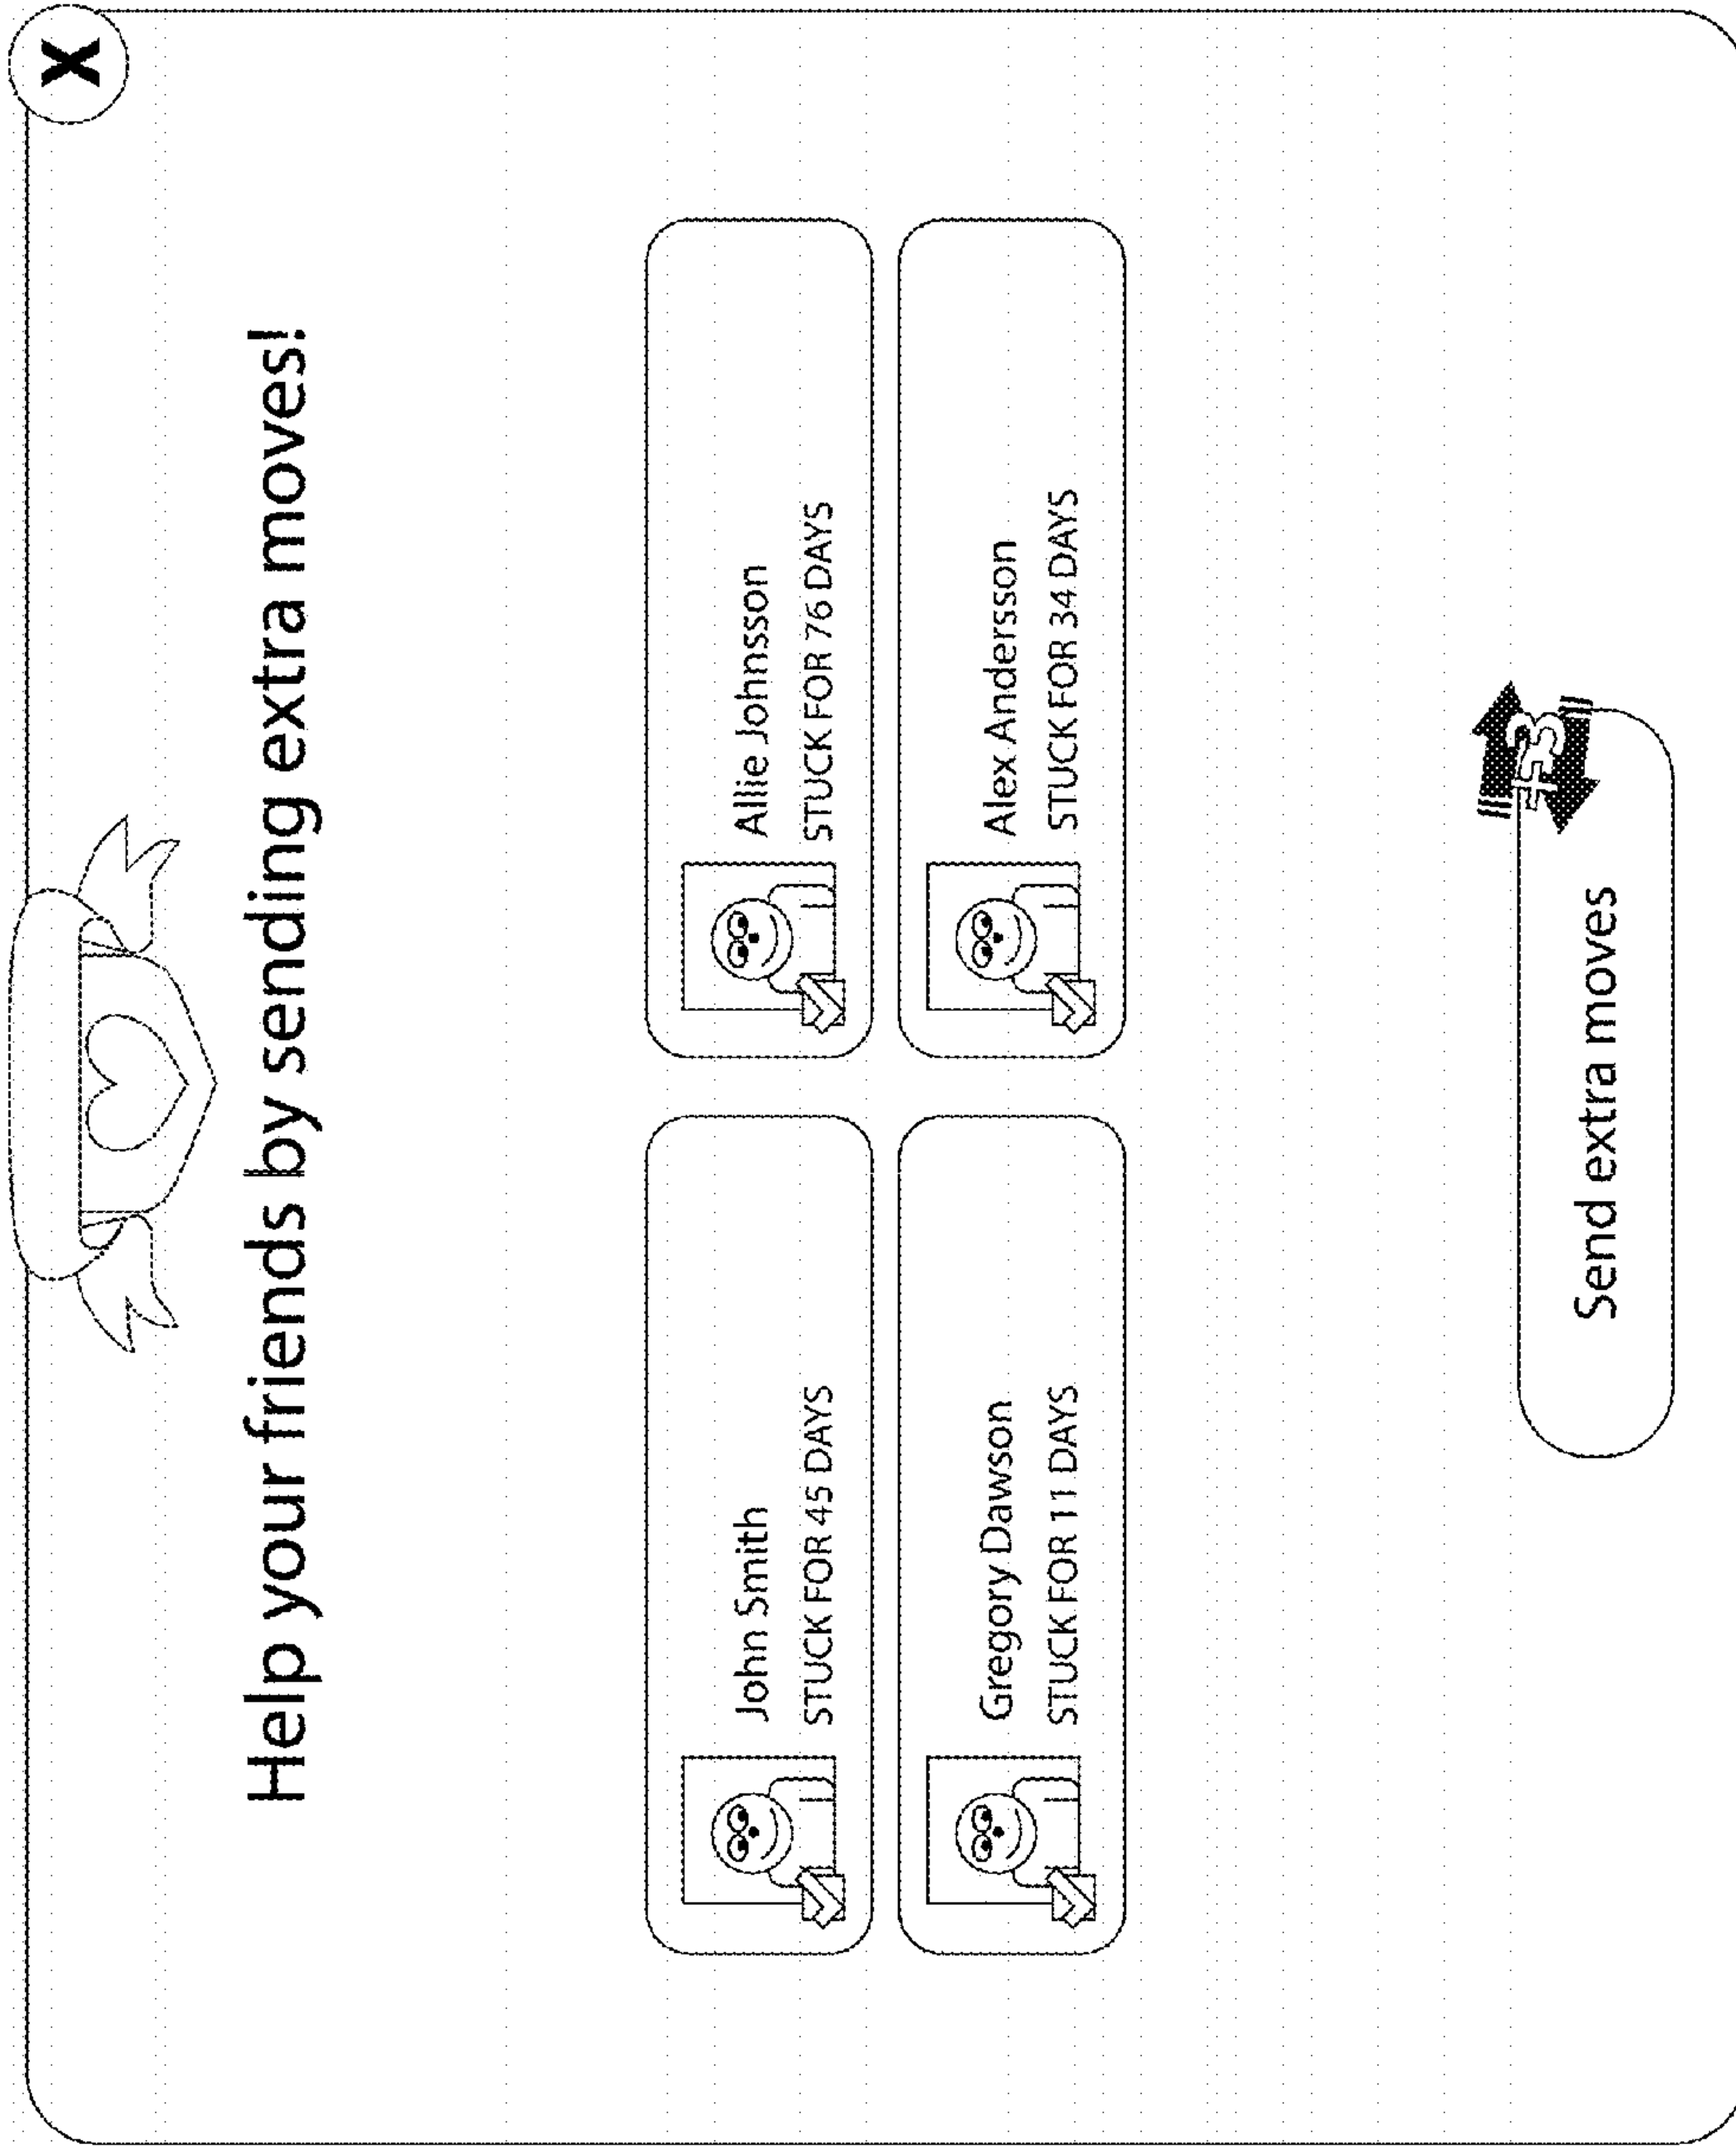 X
Help your friends by sending extra moves!
John Smith
STUCK FOR 45 DAYS
Allie Johnsson
STUCK FOR 76 DAYS
Gregory Dawson
STUCK FOR 11 DAYS
Alex Andersson
STUCK FOR 34 DAYS
+3
Send extra moves